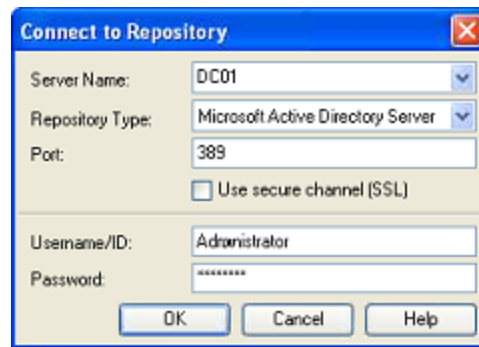 Connect to Repository
Server Name: DC01
Repository Type: Microsoft Active Directory Server
Port: 389
Use secure channel (SSL)
Username/ID: Administrator
Password: ********
OK Cancel Help